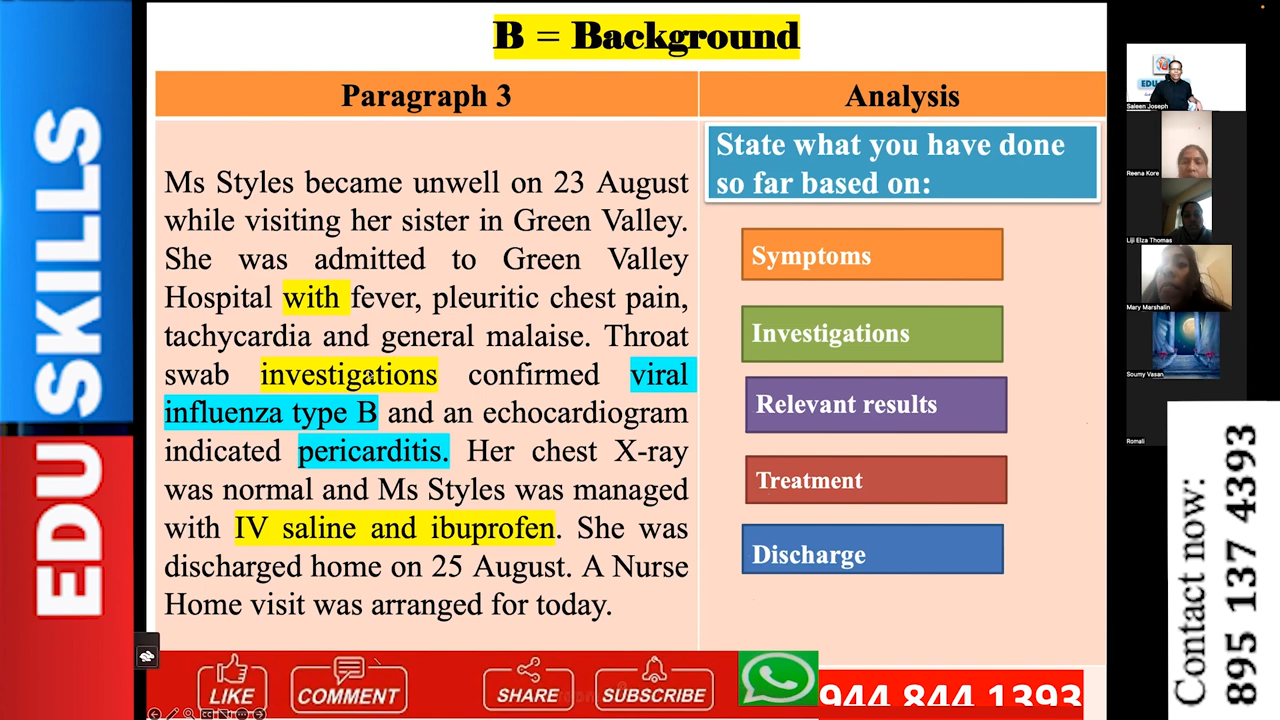 B = Background
Paragraph 3
Analysis
Ms Styles became unwell on 23 August
while visiting her sister in Green Valley.
She was admitted to Green Valley
Hospital with fever, pleuritic chest pain,
tachycardia and general malaise. Throat
swab investigations confirmed viral
influenza type B and an echocardiogram
indicated pericarditis. Her chest X-ray
was normal and Ms Styles was managed
with IV saline and ibuprofen. She was
discharged home on 25 August. A Nurse
Home visit was arranged for today.
State what you have done
so far based on:
Symptoms
Investigations
Relevant results
Treatment
Discharge
EDU SKILLS
Saleen Joseph
Reena Kore
Liji Elza Thomas
Mary Marshalin
Soumy Vasan
Romali
Contact now:
895 137 4393
LIKE
COMMENT
SHARE
SUBSCRIBE
944 844 1393